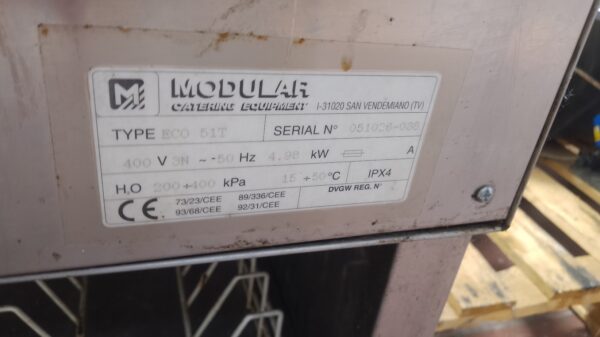 M MODULAR
CATERING EQUIPMENT I-31020 SAN VENDEMIANO (TV)
TYPE ECO 51T SERIAL N° 051026-036
400 V 3N ~ -50 Hz 4.98 kW A
H₂O 200÷400 kPa 15 ÷50°C IPX4
CE 73/23/CEE 89/336/CEE DVGW REG. N°
93/68/CEE 92/31/CEE